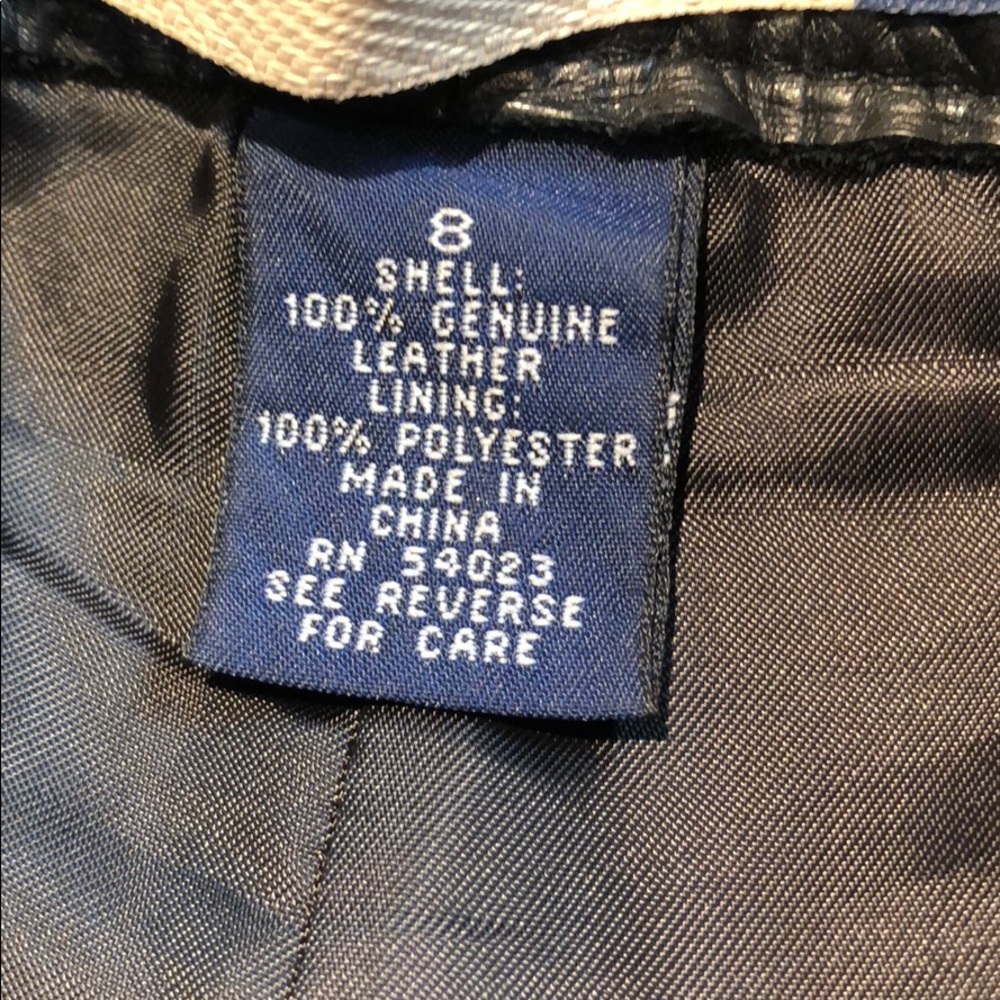 8
SHELL:
100% GENUINE
LEATHER
LINING:
100% POLYESTER
MADE IN
CHINA
RN 54023
SEE REVERSE
FOR CARE